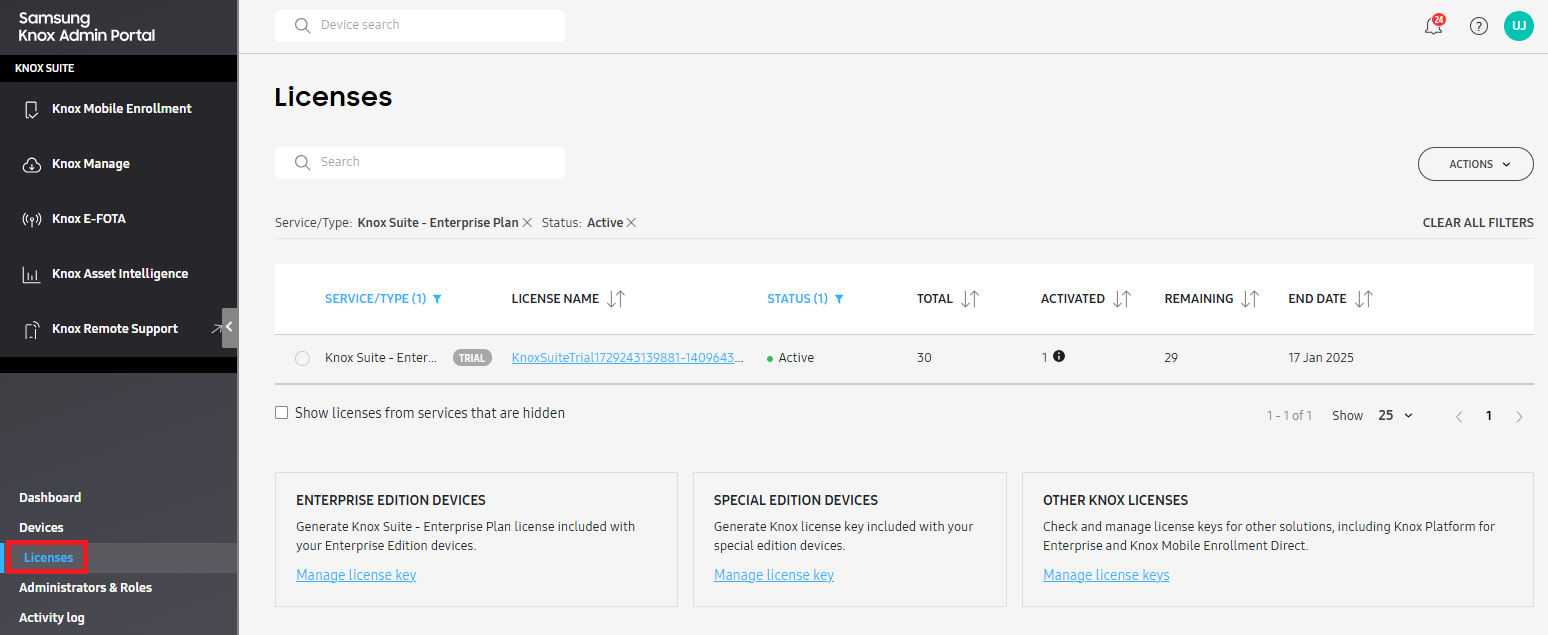 Samsung
Knox Admin Portal
KNOX SUITE
Knox Mobile Enrollment
Knox Manage
Knox E-FOTA
Knox Asset Intelligence
Knox Remote Support
Dashboard
Devices
Licenses
Administrators & Roles
Activity log
Device search
24
?
UJ
Licenses
Search
ACTIONS
Service/Type: Knox Suite - Enterprise Plan Status: Active
CLEAR ALL FILTERS
SERVICE/TYPE (1) LICENSE NAME STATUS (1) TOTAL ACTIVATED REMAINING END DATE
Knox Suite - Enter... TRIAL KnoxSuiteTrial1729243139881-1409643... Active 30 1 29 17 Jan 2025
Show licenses from services that are hidden
1 - 1 of 1 Show 25 1
ENTERPRISE EDITION DEVICES
Generate Knox Suite - Enterprise Plan license included with
your Enterprise Edition devices.
Manage license key
SPECIAL EDITION DEVICES
Generate Knox license key included with your
special edition devices.
Manage license key
OTHER KNOX LICENSES
Check and manage license keys for other solutions, including Knox Platform for
Enterprise and Knox Mobile Enrollment Direct.
Manage license keys